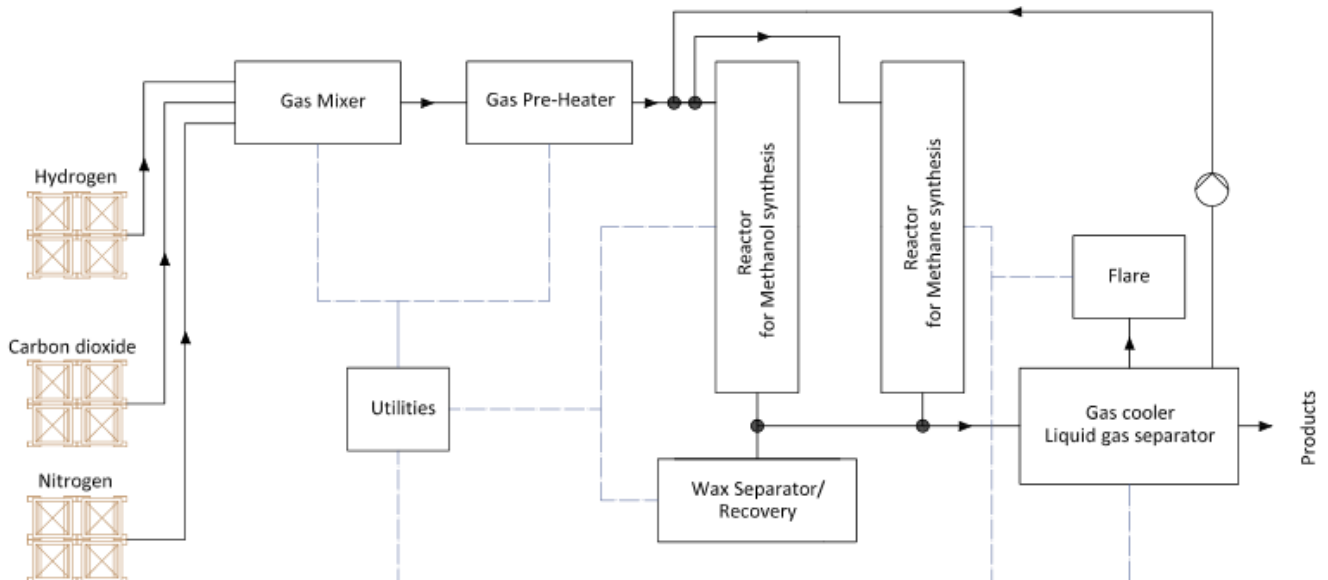 Gas Mixer
Gas Pre-Heater
Hydrogen
Reactor
for Methanol synthesis
Reactor
for Methane synthesis
Flare
Carbon dioxide
Utilities
Gas cooler
Liquid gas separator
Products
Nitrogen
Wax Separator/
Recovery